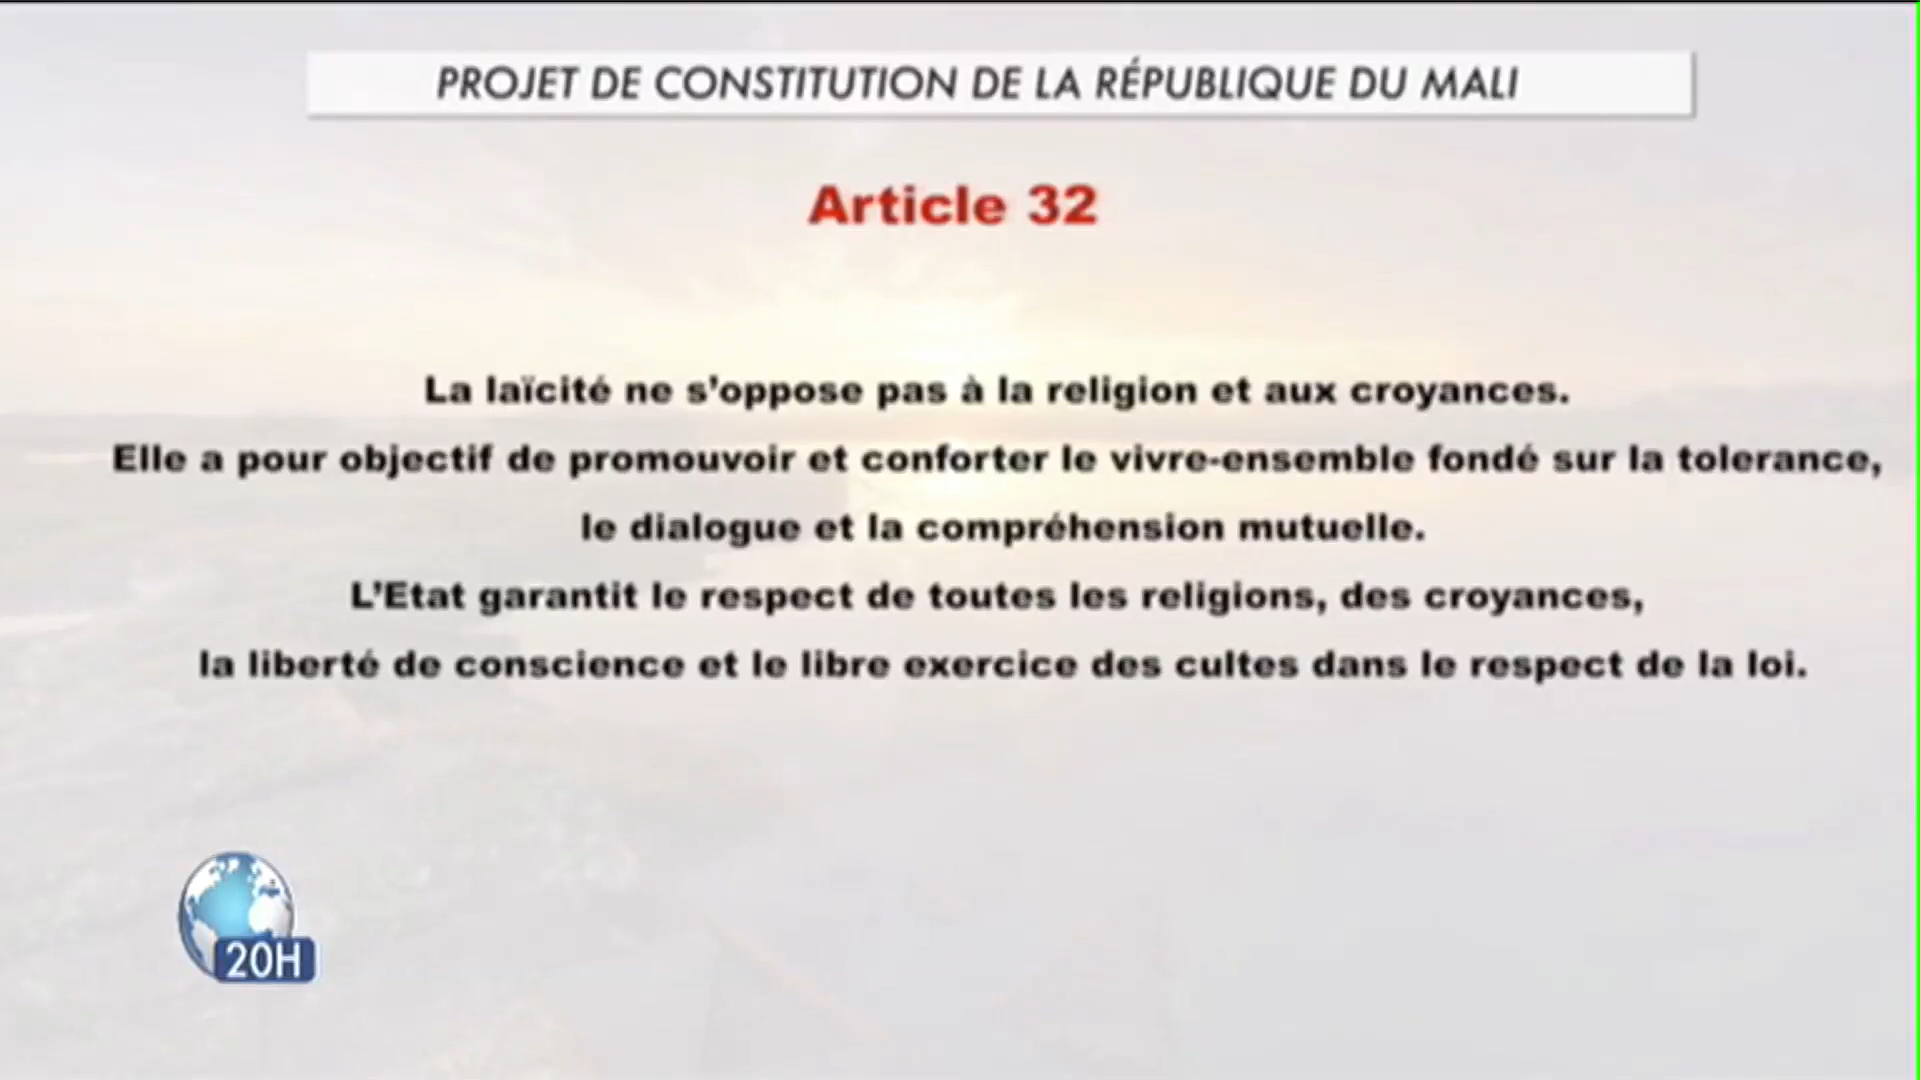 PROJET DE CONSTITUTION DE LA RÉPUBLIQUE DU MALI
Article 32
La laïcité ne s'oppose pas à la religion et aux croyances.
Elle a pour objectif de promouvoir et conforter le vivre-ensemble fondé sur la tolerance,
le dialogue et la compréhension mutuelle.
L'Etat garantit le respect de toutes les religions, des croyances,
la liberté de conscience et le libre exercice des cultes dans le respect de la loi.
20H